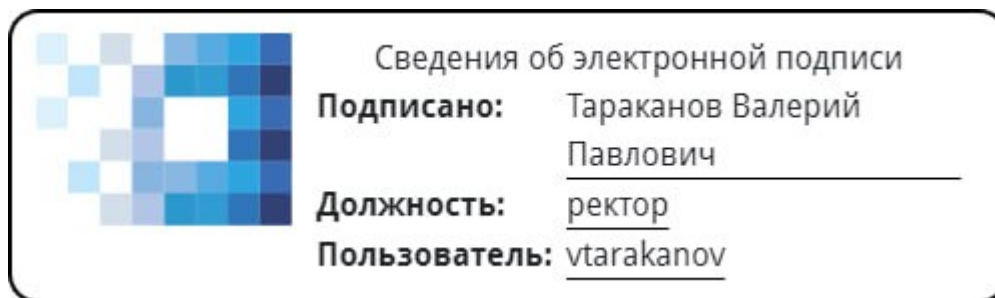 Сведения об электронной подписи
Подписано: Тараканов Валерий
Павлович
Должность: ректор
Пользователь: vtarakanov